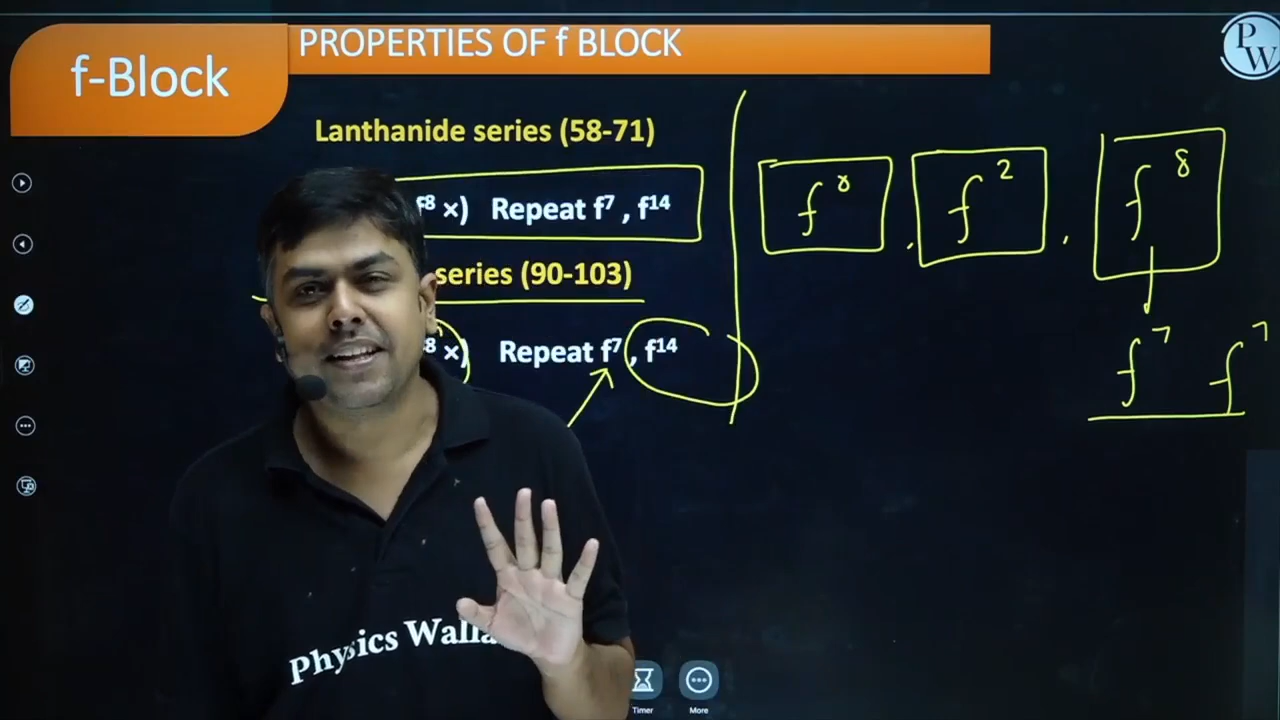 f-Block
PROPERTIES OF f BLOCK
PW
Lanthanide series (58-71)
f⁸ ×) Repeat f⁷ , f¹⁴
series (90-103)
⁸ ×) Repeat f⁷ , f¹⁴
f⁸ , f² , f⁸
f⁷ f⁷
Physics Walla
Timer
More